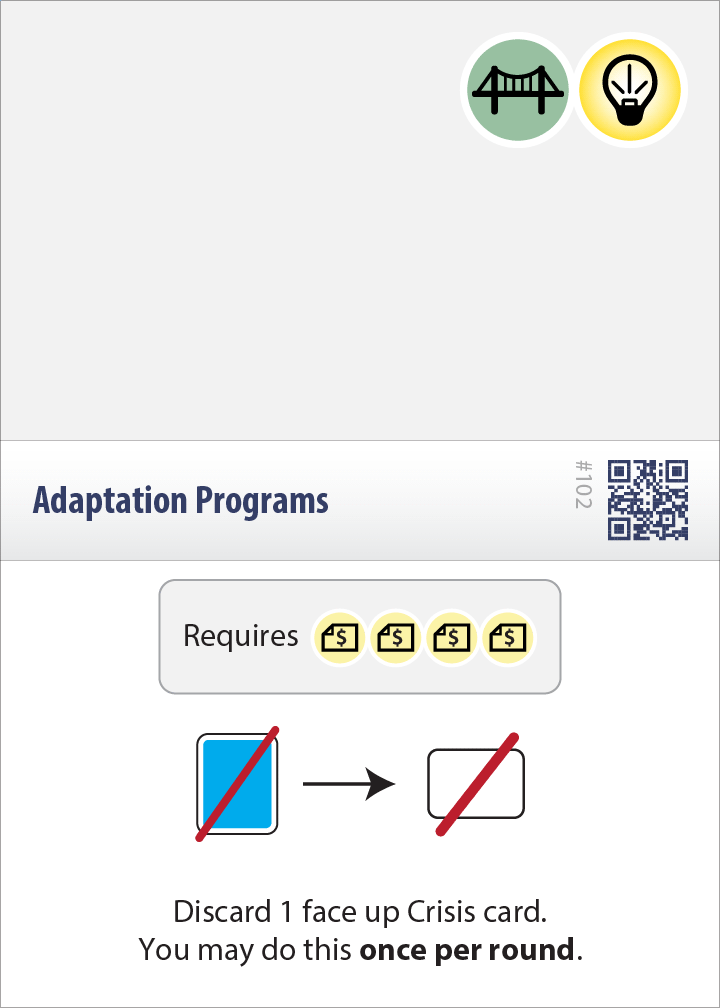 Adaptation Programs
#102
Requires $ $ $ $
Discard 1 face up Crisis card.
You may do this once per round.